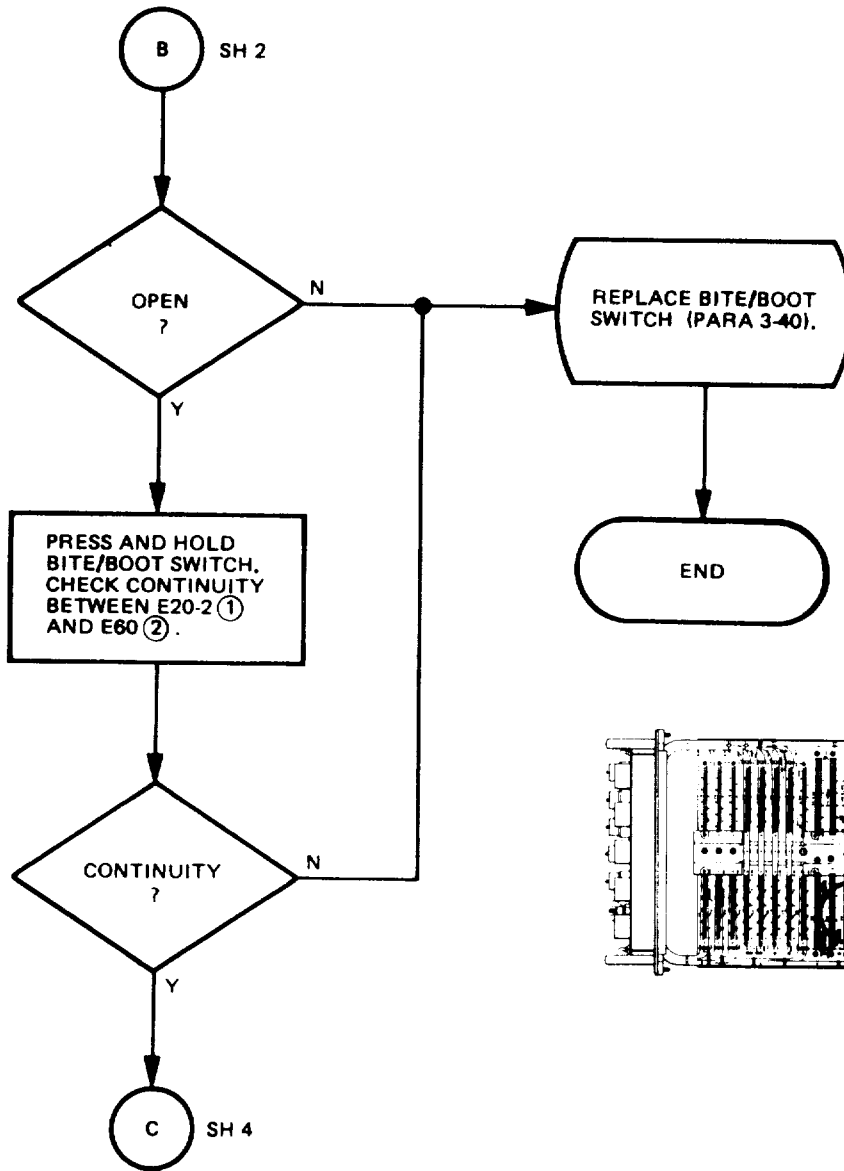 B SH 2
OPEN
?
N
Y
REPLACE BITE/BOOT
SWITCH (PARA 3-40).
END
PRESS AND HOLD
BITE/BOOT SWITCH.
CHECK CONTINUITY
BETWEEN E20-2 ①
AND E60 ②.
CONTINUITY
?
N
Y
C SH 4